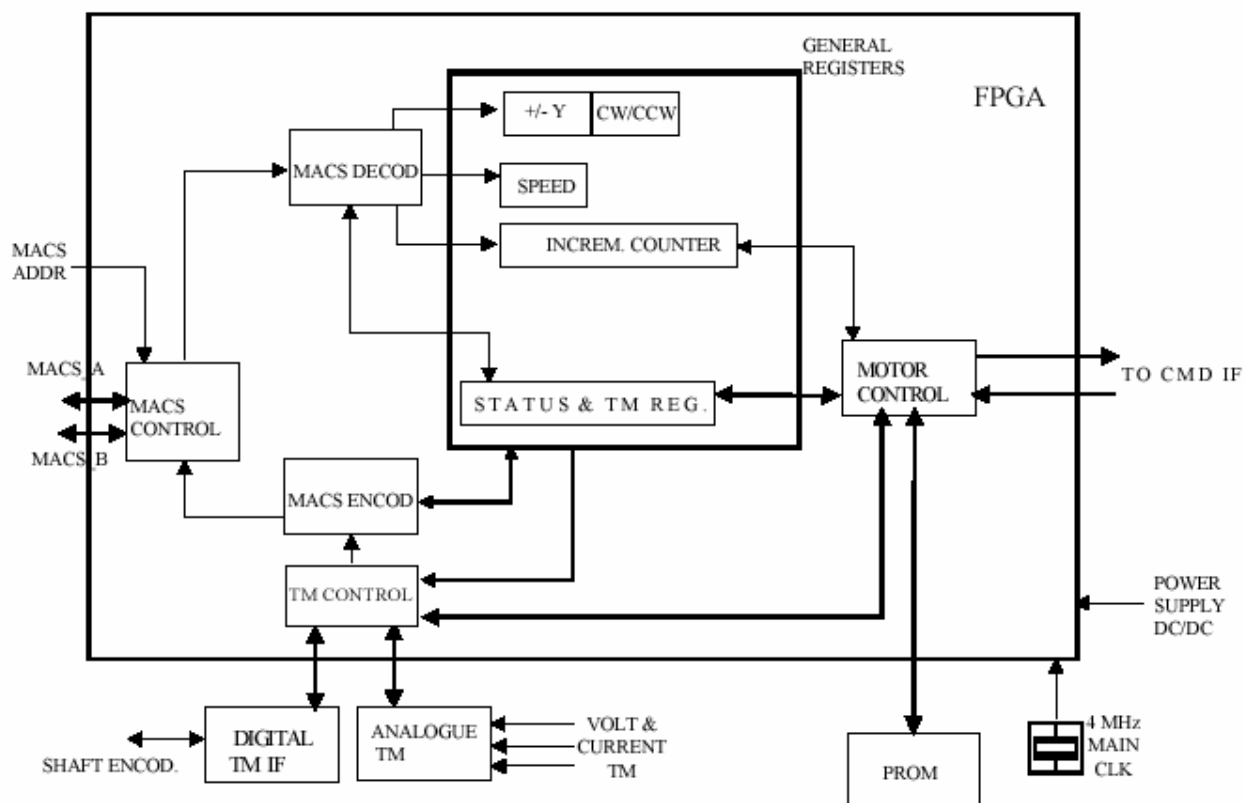 GENERAL
REGISTERS
FPGA
+/- Y
CW/CCW
MACS DECOD
SPEED
INCREM. COUNTER
MACS
ADDR
MACS_A
MACS
CONTROL
MACS_B
STATUS & TM REG.
MOTOR
CONTROL
TO CMD IF
MACS ENCOD
TM CONTROL
POWER
SUPPLY
DC/DC
SHAFT ENCOD.
DIGITAL
TM IF
ANALOGUE
TM
VOLT &
CURRENT
TM
PROM
4 MHz
MAIN
CLK